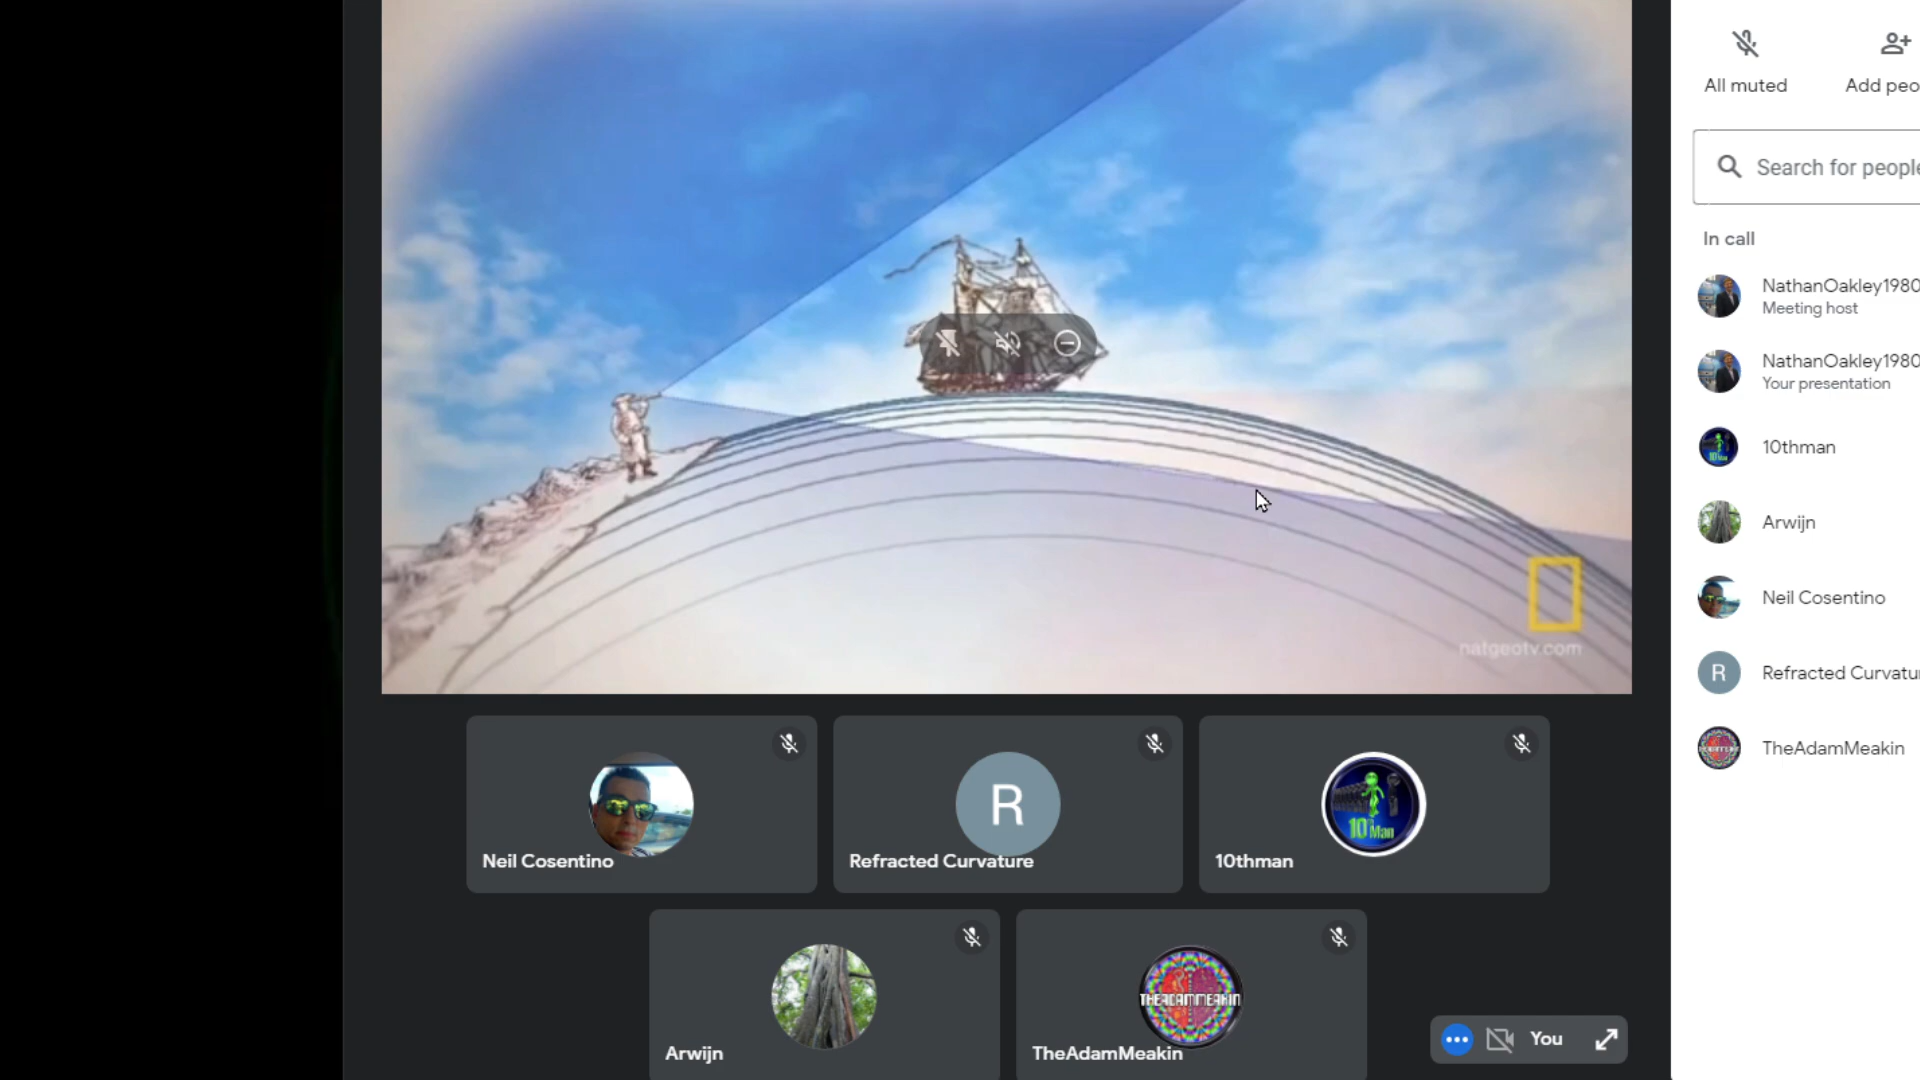 All muted
Add peo
Search for people
In call
NathanOakley1980
Meeting host
NathanOakley1980
Your presentation
10thman
Arwijn
Neil Cosentino
R
Refracted Curvatu
TheAdamMeakin
natgeotv.com
Neil Cosentino
R
Refracted Curvature
10 Man
10thman
Arwijn
THEADAMMEAKIN
TheAdamMeakin
You